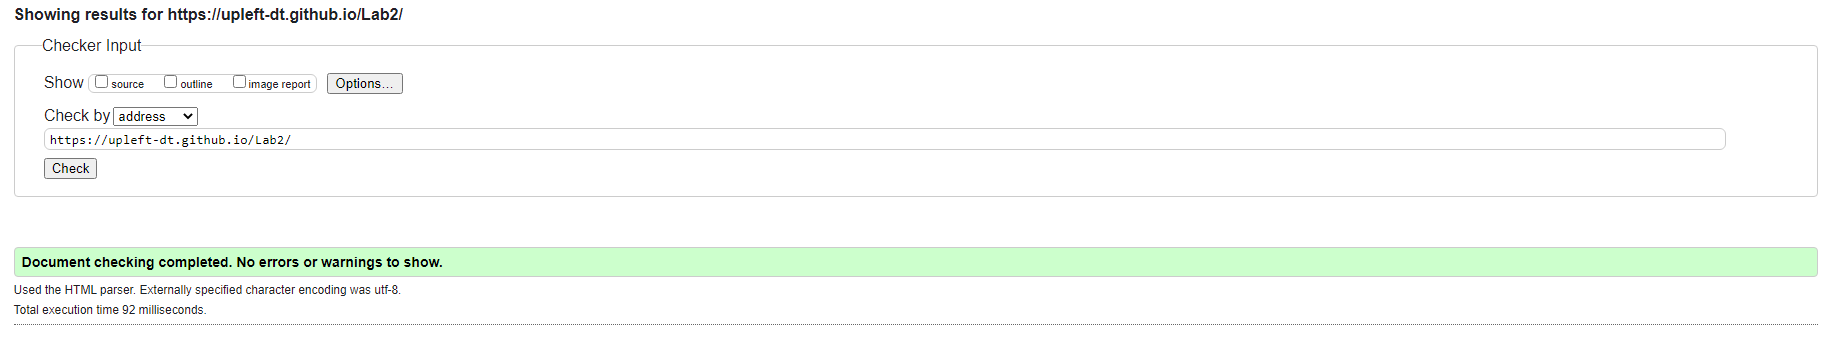 Showing results for https://upleft-dt.github.io/Lab2/
Checker Input
Show source outline image report Options...
Check by address
https://upleft-dt.github.io/Lab2/
Check
Document checking completed. No errors or warnings to show.
Used the HTML parser. Externally specified character encoding was utf-8.
Total execution time 92 milliseconds.